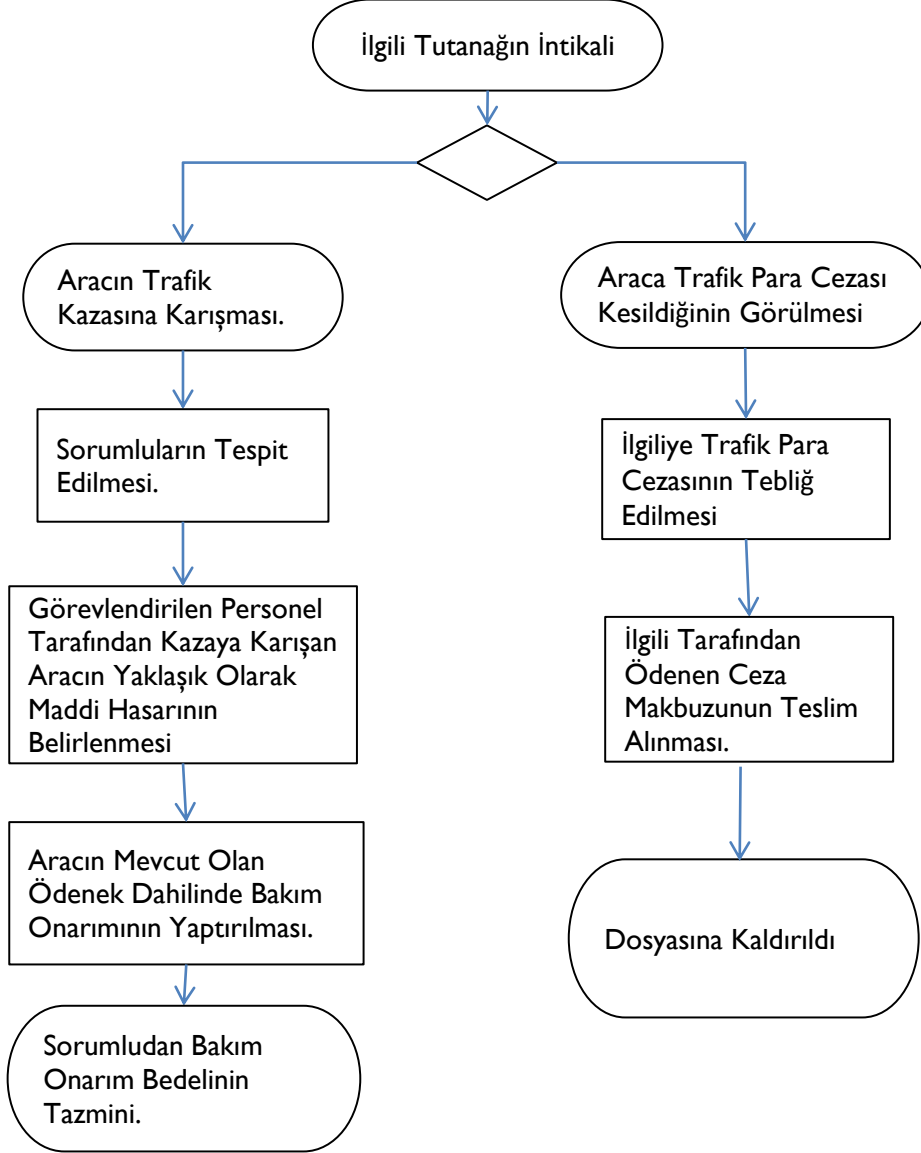 İlgili Tutanağın İntikali
Aracın Trafik
Kazasına Karışması.
Sorumluların Tespit
Edilmesi.
Görevlendirilen Personel
Tarafından Kazaya Karışan
Aracın Yaklaşık Olarak
Maddi Hasarının
Belirlenmesi
Aracın Mevcut Olan
Ödenek Dahilinde Bakım
Onarımının Yaptırılması.
Sorumludan Bakım
Onarım Bedelinin
Tazmini.
Araca Trafik Para Cezası
Kesildiğinin Görülmesi
İlgiliye Trafik Para
Cezasının Tebliğ
Edilmesi
İlgili Tarafından
Ödenen Ceza
Makbuzunun Teslim
Alınması.
Dosyasına Kaldırıldı